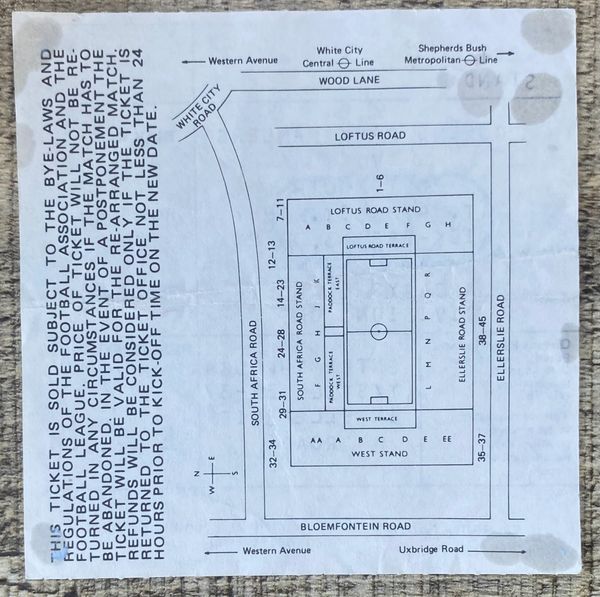 THIS TICKET IS SOLD SUBJECT TO THE BYE-LAWS AND
REGULATIONS OF THE FOOTBALL ASSOCIATION AND THE
FOOTBALL LEAGUE. PRICE OF TICKET WILL NOT BE RE-
TURNED IN ANY CIRCUMSTANCES IF THE MATCH HAS TO
BE ABANDONED. IN THE EVENT OF A POSTPONEMENT THE
TICKET WILL BE VALID FOR THE RE-ARRANGED MATCH,
REFUNDS WILL BE CONSIDERED ONLY IF THE TICKET IS
RETURNED TO THE TICKET OFFICE NOT LESS THAN 24
HOURS PRIOR TO KICK-OFF TIME ON THE NEW DATE.
Western Avenue
White City
Central Line
Shepherds Bush
Metropolitan Line
WOOD LANE
WHITE CITY
ROAD
LOFTUS ROAD
1–6
7–11
LOFTUS ROAD STAND
A B C D E F G H
LOFTUS ROAD TERRACE
12–13
14–23
24–28
29–31
32–34
SOUTH AFRICA ROAD
SOUTH AFRICA ROAD STAND
F G H J K
PADDOCK TERRACE
WEST
PADDOCK TERRACE
EAST
L M N P Q R
ELLERSLIE ROAD STAND
38–45
35–37
ELLERSLIE ROAD
WEST TERRACE
AA A B C D E EE
WEST STAND
N E S W
BLOEMFONTEIN ROAD
Western Avenue
Uxbridge Road